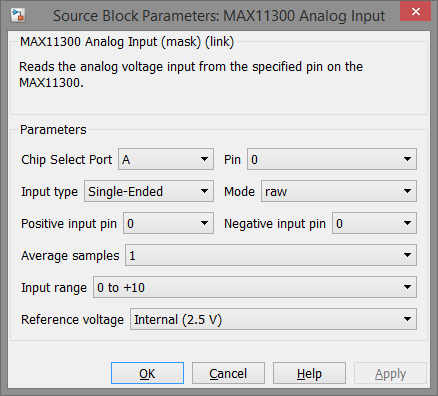 Source Block Parameters: MAX11300 Analog Input
MAX11300 Analog Input (mask) (link)
Reads the analog voltage input from the specified pin on the
MAX11300.
Parameters
Chip Select Port A Pin 0
Input type Single-Ended Mode raw
Positive input pin 0 Negative input pin 0
Average samples 1
Input range 0 to +10
Reference voltage Internal (2.5 V)
OK Cancel Help Apply